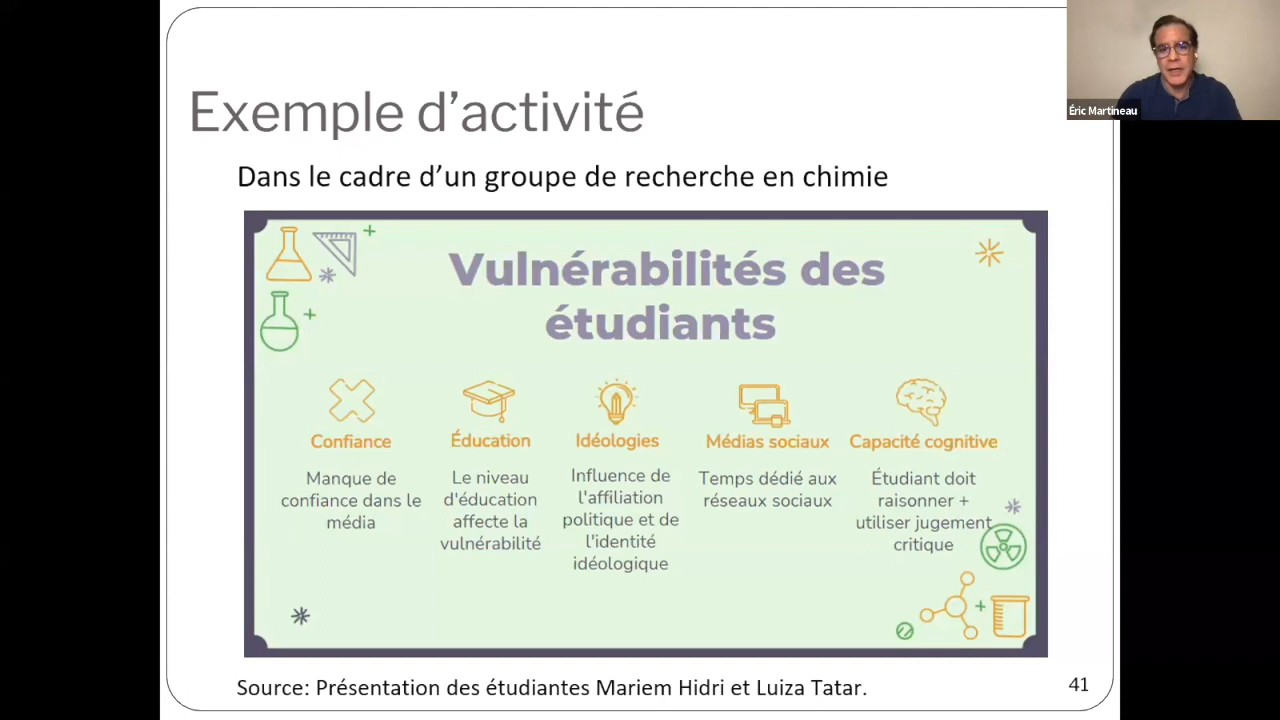 Exemple d'activité
Éric Martineau
Dans le cadre d'un groupe de recherche en chimie
Vulnérabilités des
étudiants
Confiance
Manque de
confiance dans le
média
Éducation
Le niveau
d'éducation
affecte la
vulnérabilité
Idéologies
Influence de
l'affiliation
politique et de
l'identité
idéologique
Médias sociaux
Temps dédié aux
réseaux sociaux
Capacité cognitive
Étudiant doit
raisonner +
utiliser jugement
critique
Source: Présentation des étudiantes Mariem Hidri et Luiza Tatar.
41